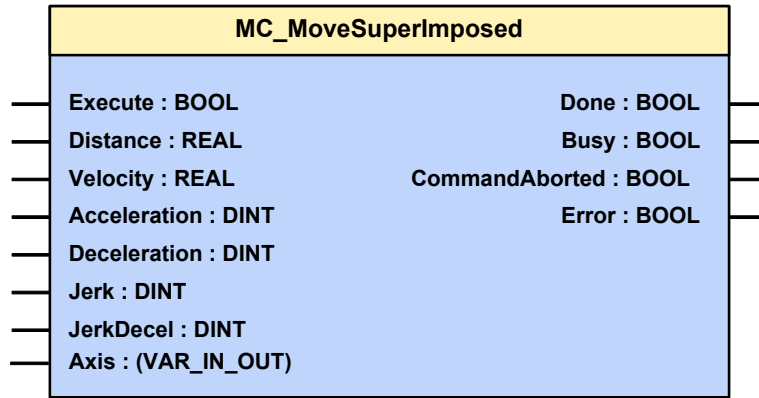 MC_MoveSuperImposed
Execute : BOOL Done : BOOL
Distance : REAL Busy : BOOL
Velocity : REAL CommandAborted : BOOL
Acceleration : DINT Error : BOOL
Deceleration : DINT
Jerk : DINT
JerkDecel : DINT
Axis : (VAR_IN_OUT)